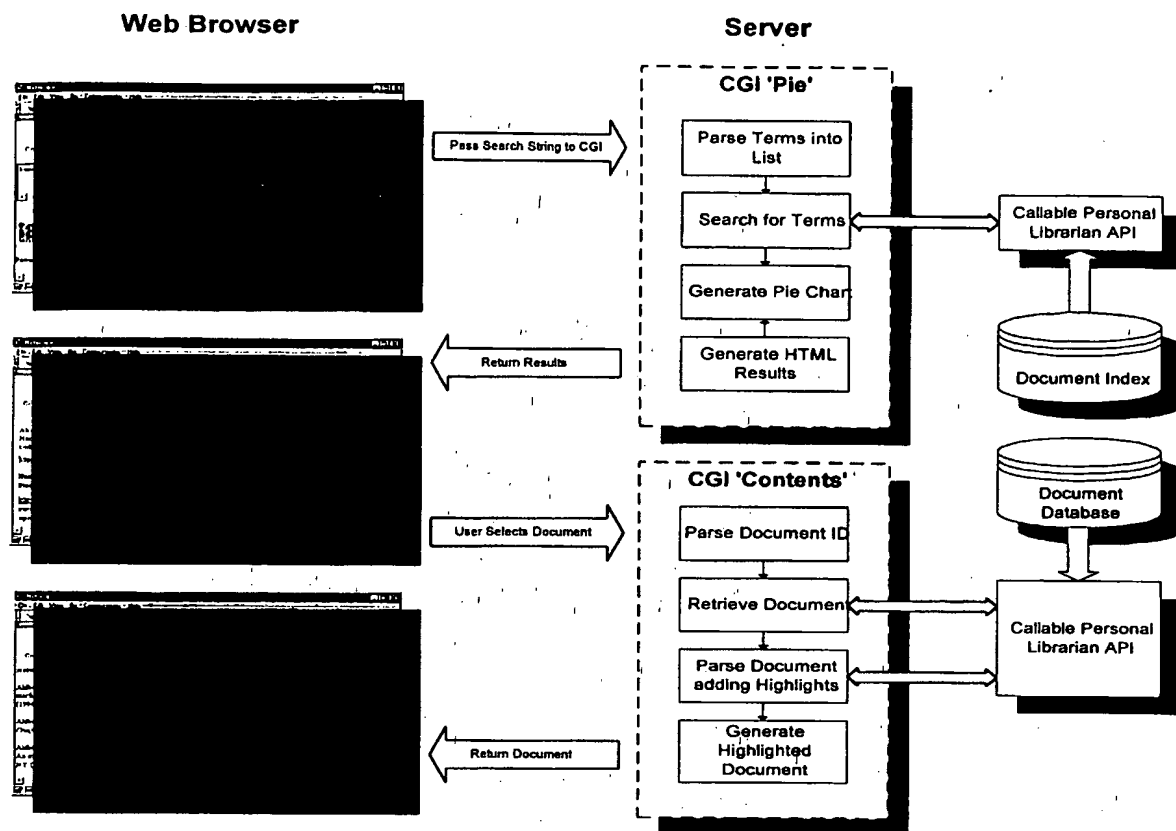 Web Browser
Server
CGI 'Pie'
Pass Search String to CGI
Parse Terms into
List
Search for Terms
Callable Personal
Librarian API
Generate Pie Chart
Return Results
Generate HTML
Results
Document Index
CGI 'Contents'
Document
Database
User Selects Document
Parse Document ID
Retrieve Document
Callable Personal
Librarian API
Parse Document
adding Highlights
Return Document
Generate
Highlighted
Document